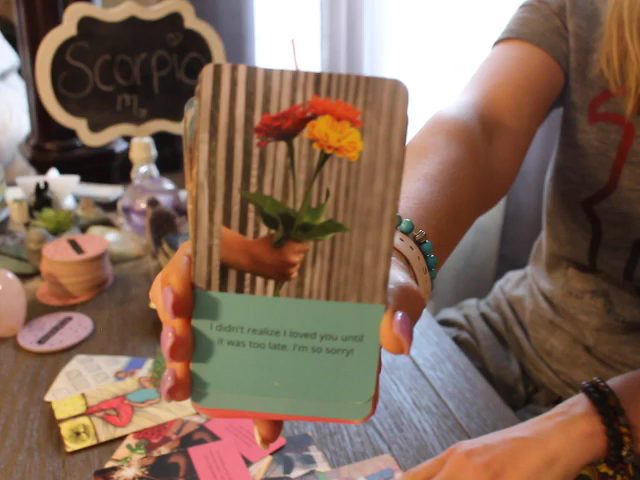 Scorpio
♏
I didn't realize I loved you until
it was too late. I'm so sorry!